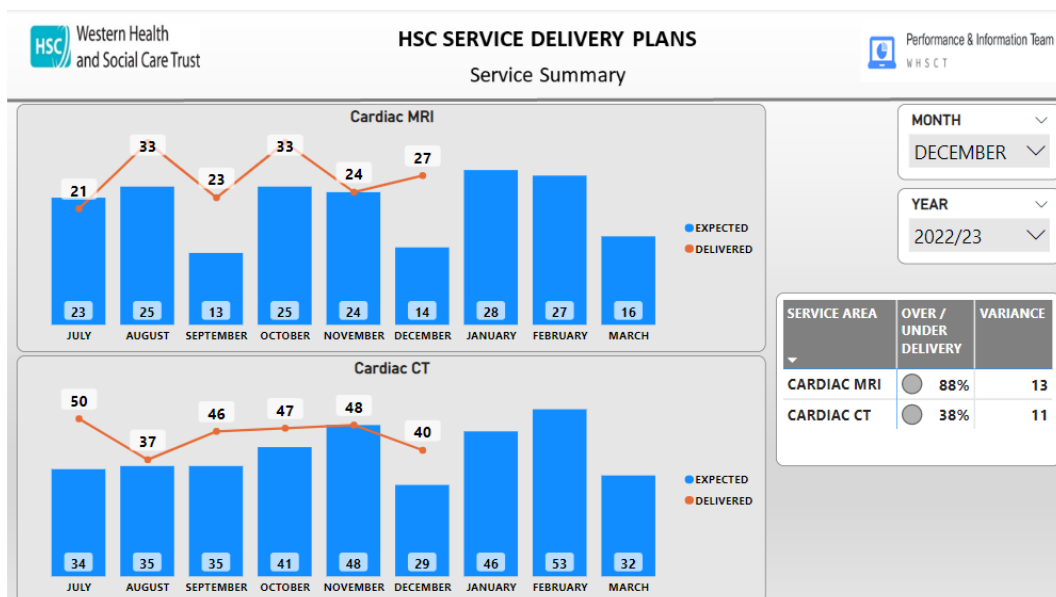 HSC
Western Health
and Social Care Trust
HSC SERVICE DELIVERY PLANS
Service Summary
Performance & Information Team
WHSCT
Cardiac MRI
21 33 23 33 24 27
23 25 13 25 24 14 28 27 16
JULY AUGUST SEPTEMBER OCTOBER NOVEMBER DECEMBER JANUARY FEBRUARY MARCH
EXPECTED
DELIVERED
Cardiac CT
50 37 46 47 48 40
34 35 35 41 48 29 46 53 32
JULY AUGUST SEPTEMBER OCTOBER NOVEMBER DECEMBER JANUARY FEBRUARY MARCH
EXPECTED
DELIVERED
MONTH
DECEMBER
YEAR
2022/23
SERVICE AREA OVER / UNDER DELIVERY VARIANCE
CARDIAC MRI 88% 13
CARDIAC CT 38% 11